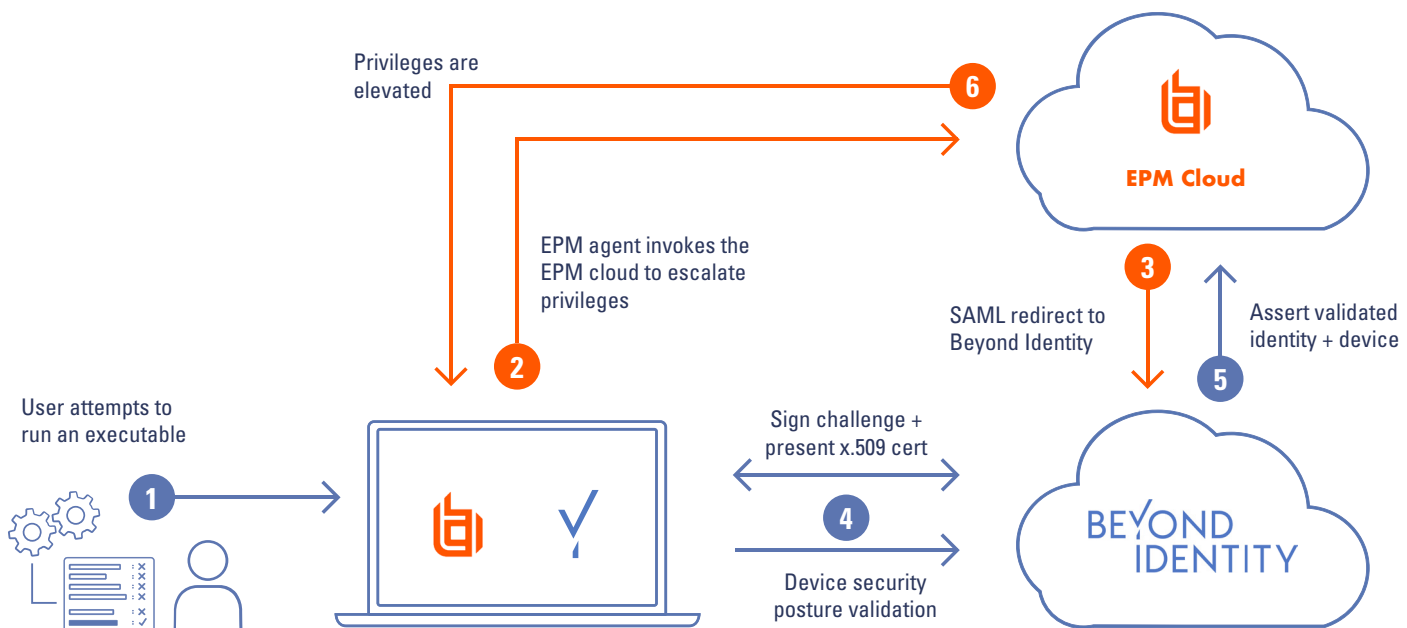 Privileges are
elevated
6
EPM Cloud
EPM agent invokes the
EPM cloud to escalate
privileges
2
3
SAML redirect to
Beyond Identity
Assert validated
identity + device
5
User attempts to
run an executable
1
Sign challenge +
present x.509 cert
4
Device security
posture validation
BEYOND
IDENTITY